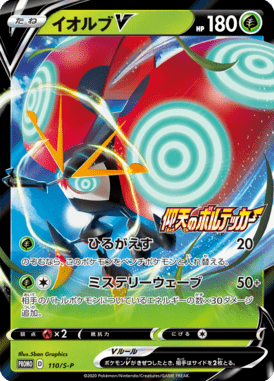 たね イオルブV HP 180
仰天のボルテッカー
ひるがえす 20
のぞむなら、このポケモンをベンチポケモンと入れ替える。
ミステリーウェーブ 50+
相手のバトルポケモンについているエネルギーの数×30ダメージ
追加。
弱点 ×2 抵抗力 にげる
Illus.5ban Graphics
Vルール
ポケモンVがきぜつしたとき、相手はサイドを2枚とる。
PROMO D 110/S-P
©2020 Pokémon/Nintendo/Creatures/GAME FREAK